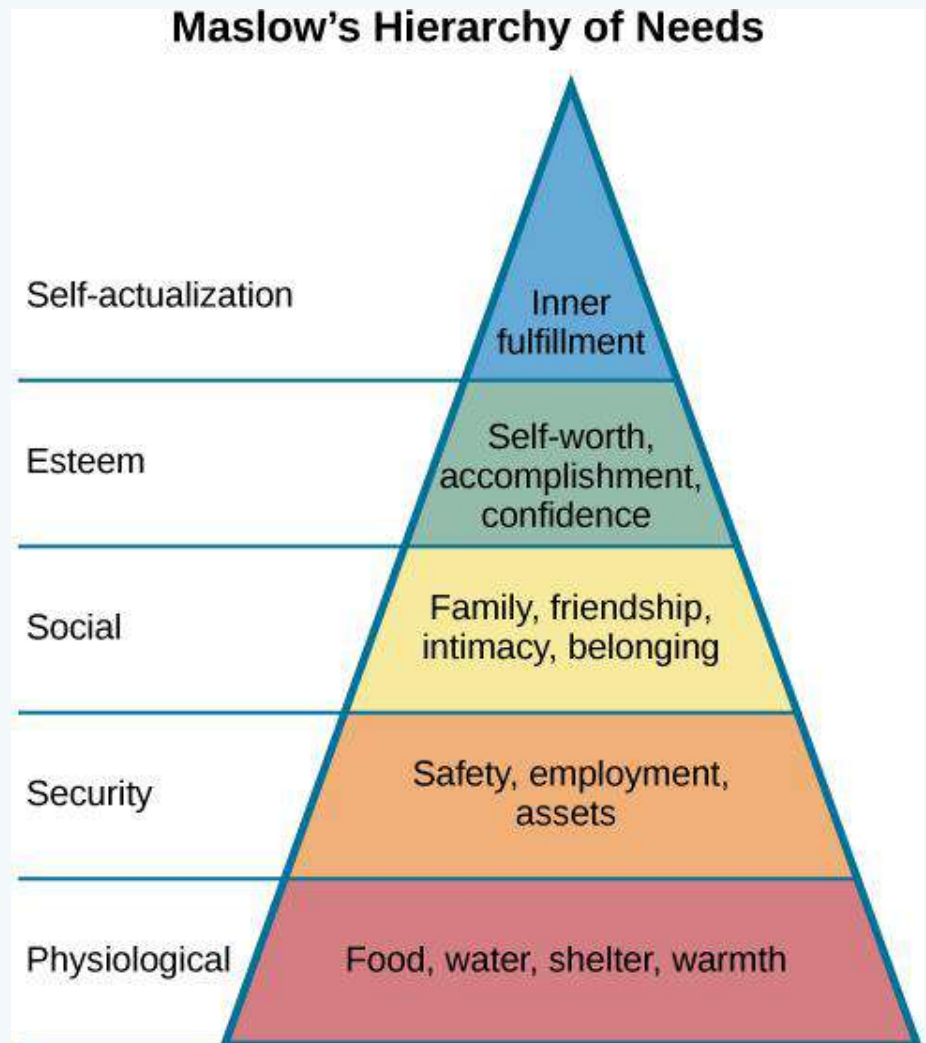 Maslow’s Hierarchy of Needs
Self-actualization
Inner
fulfillment
Esteem
Self-worth,
accomplishment,
confidence
Social
Family, friendship,
intimacy, belonging
Security
Safety, employment,
assets
Physiological
Food, water, shelter, warmth